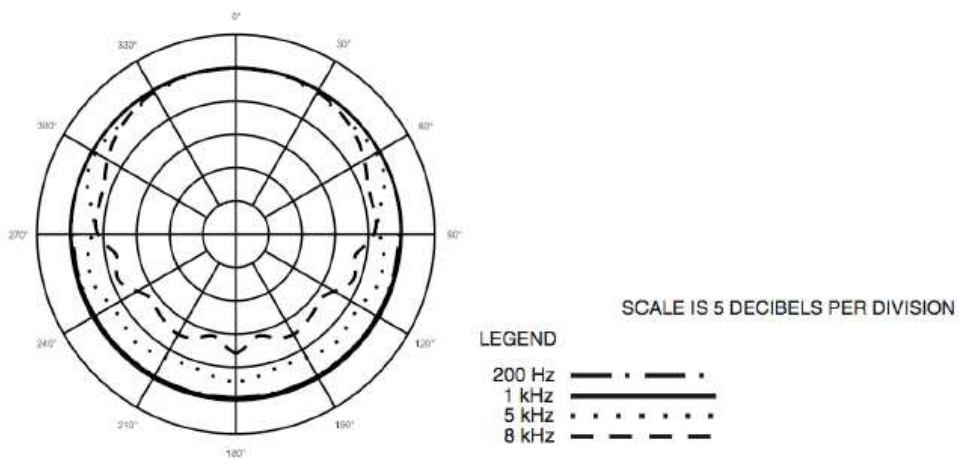 0°
330° 30°
300° 60°
270° 90°
240° 120°
210° 150°
180°
SCALE IS 5 DECIBELS PER DIVISION
LEGEND
200 Hz
1 kHz
5 kHz
8 kHz